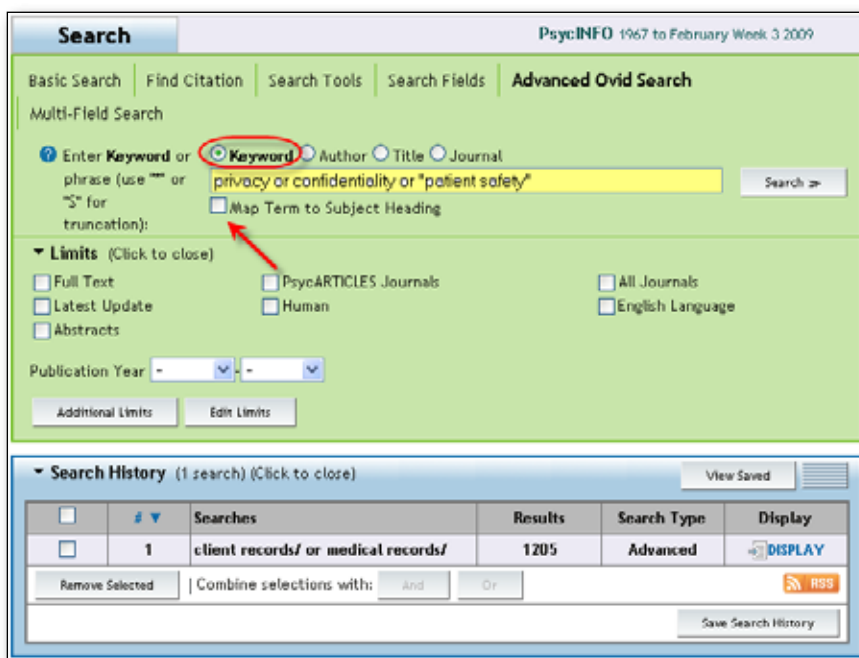 Search
PsycINFO 1967 to February Week 3 2009
Basic Search Find Citation Search Tools Search Fields Advanced Ovid Search
Multi-Field Search
Enter Keyword or Keyword Author Title Journal
phrase (use "*" or privacy or confidentiality or "patient safety" Search
"$" for Map Term to Subject Heading
truncation):
Limits (Click to close)
Full Text PsycARTICLES Journals All Journals
Latest Update Human English Language
Abstracts
Publication Year - - -
Additional Limits Edit Limits
Search History (1 search) (Click to close) View Saved
# ▼ Searches Results Search Type Display
1 client records/ or medical records/ 1205 Advanced DISPLAY
Remove Selected | Combine selections with: And Or RSS
Save Search History